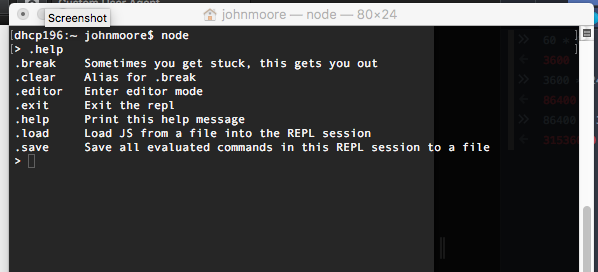 Custom User Agent
Screenshot
johnmoore — node — 80×24
[dhcp196:~ johnmoore$ node ]
[> .help ]
.break Sometimes you get stuck, this gets you out
.clear Alias for .break
.editor Enter editor mode
.exit Exit the repl
.help Print this help message
.load Load JS from a file into the REPL session
.save Save all evaluated commands in this REPL session to a file
>
>> 60 *
< 3600
>> 3600
< 86400
>> 86400